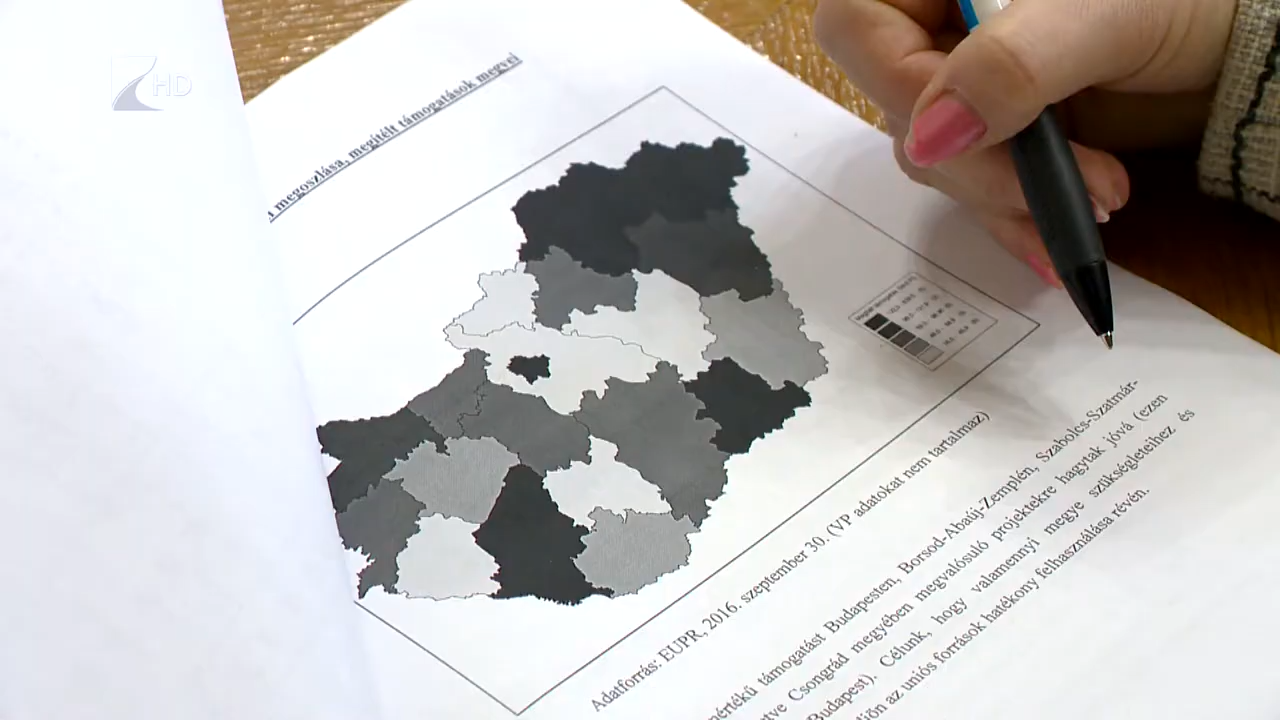 HD
megoszlása, megítélt támogatások megyei
Adatforrás: EUPR, 2016. szeptember 30. (VP adatokat nem tartalmaz)
mértékű támogatást Budapesten, Borsod-Abaúj-Zemplén, Szabolcs-Szatmár-
Csongrád megyében megvalósuló projektekre hagytak jóvá (ezen
Budapest). Célunk, hogy valamennyi megye szükségleteihez és
az uniós források hatékony felhasználása révén.